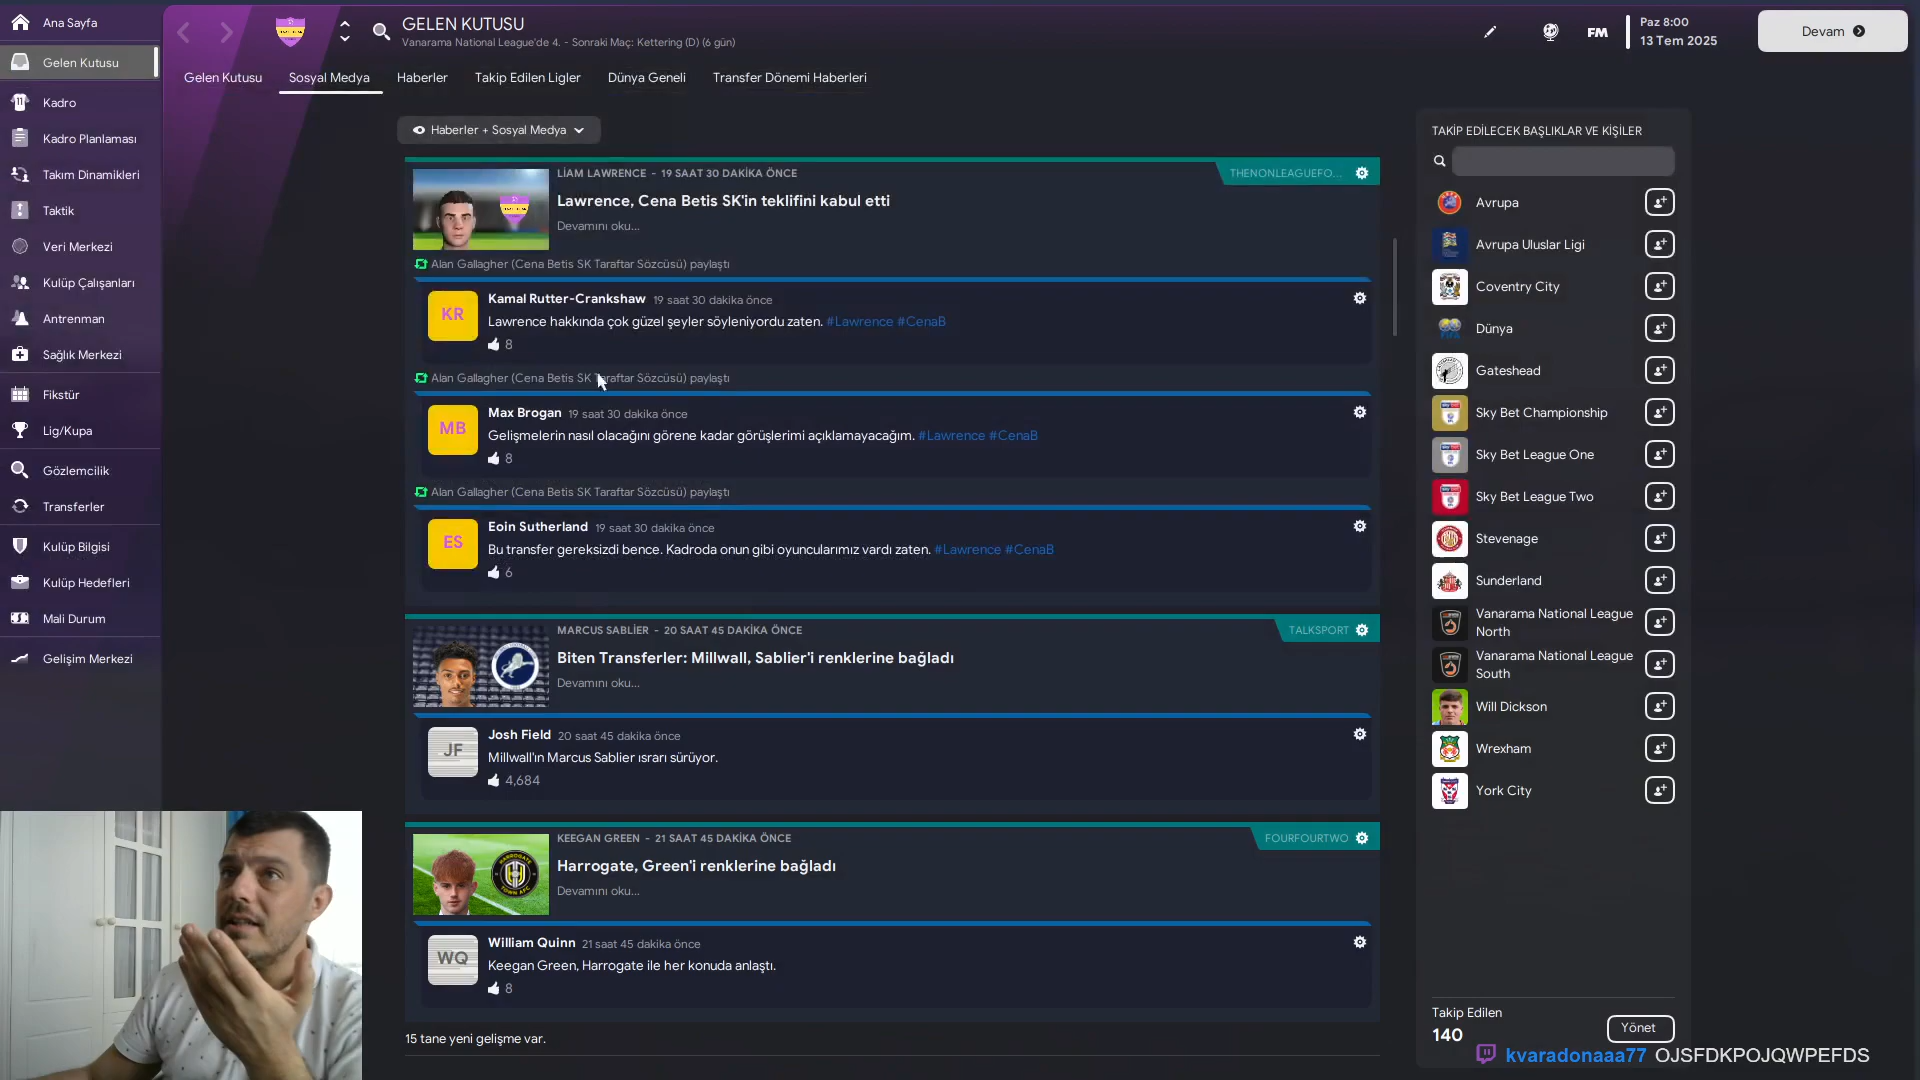 Ana Sayfa
Gelen Kutusu
Kadro
Kadro Planlaması
Takım Dinamikleri
Taktik
Veri Merkezi
Kulüp Çalışanları
Antrenman
Sağlık Merkezi
Fikstür
Lig/Kupa
Gözlemcilik
Transferler
Kulüp Bilgisi
Kulüp Hedefleri
Mali Durum
Gelişim Merkezi
GELEN KUTUSU
Vanarama National League'de 4. - Sonraki Maç: Kettering (D) (6 gün)
FM
Paz 8:00
13 Tem 2025
Devam
Gelen Kutusu
Sosyal Medya
Haberler
Takip Edilen Ligler
Dünya Geneli
Transfer Dönemi Haberleri
Haberler + Sosyal Medya
LİAM LAWRENCE - 19 SAAT 30 DAKİKA ÖNCE
THENONLEAGUEFO...
Lawrence, Cena Betis SK'in teklifini kabul etti
Devamını oku...
Alan Gallagher (Cena Betis SK Taraftar Sözcüsü) paylaştı
KR
Kamal Rutter-Crankshaw 19 saat 30 dakika önce
Lawrence hakkında çok güzel şeyler söyleniyordu zaten. #Lawrence #CenaB
8
Alan Gallagher (Cena Betis SK Taraftar Sözcüsü) paylaştı
MB
Max Brogan 19 saat 30 dakika önce
Gelişmelerin nasıl olacağını görene kadar görüşlerimi açıklamayacağım. #Lawrence #CenaB
8
Alan Gallagher (Cena Betis SK Taraftar Sözcüsü) paylaştı
ES
Eoin Sutherland 19 saat 30 dakika önce
Bu transfer gereksizdi bence. Kadroda onun gibi oyuncularımız vardı zaten. #Lawrence #CenaB
6
MARCUS SABLİER - 20 SAAT 45 DAKİKA ÖNCE
TALKSPORT
Biten Transferler: Millwall, Sablier'i renklerine bağladı
Devamını oku...
JF
Josh Field 20 saat 45 dakika önce
Millwall'ın Marcus Sablier ısrarı sürüyor.
4,684
KEEGAN GREEN - 21 SAAT 45 DAKİKA ÖNCE
FOURFOURTWO
Harrogate, Green'i renklerine bağladı
Devamını oku...
WQ
William Quinn 21 saat 45 dakika önce
Keegan Green, Harrogate ile her konuda anlaştı.
8
15 tane yeni gelişme var.
TAKİP EDİLECEK BAŞLIKLAR VE KİŞİLER
Avrupa
Avrupa Uluslar Ligi
Coventry City
Dünya
Gateshead
Sky Bet Championship
Sky Bet League One
Sky Bet League Two
Stevenage
Sunderland
Vanarama National League
North
Vanarama National League
South
Will Dickson
Wrexham
York City
Takip Edilen
140
Yönet
kvaradonaaa77 OJSFDKPOJQWPEFDS